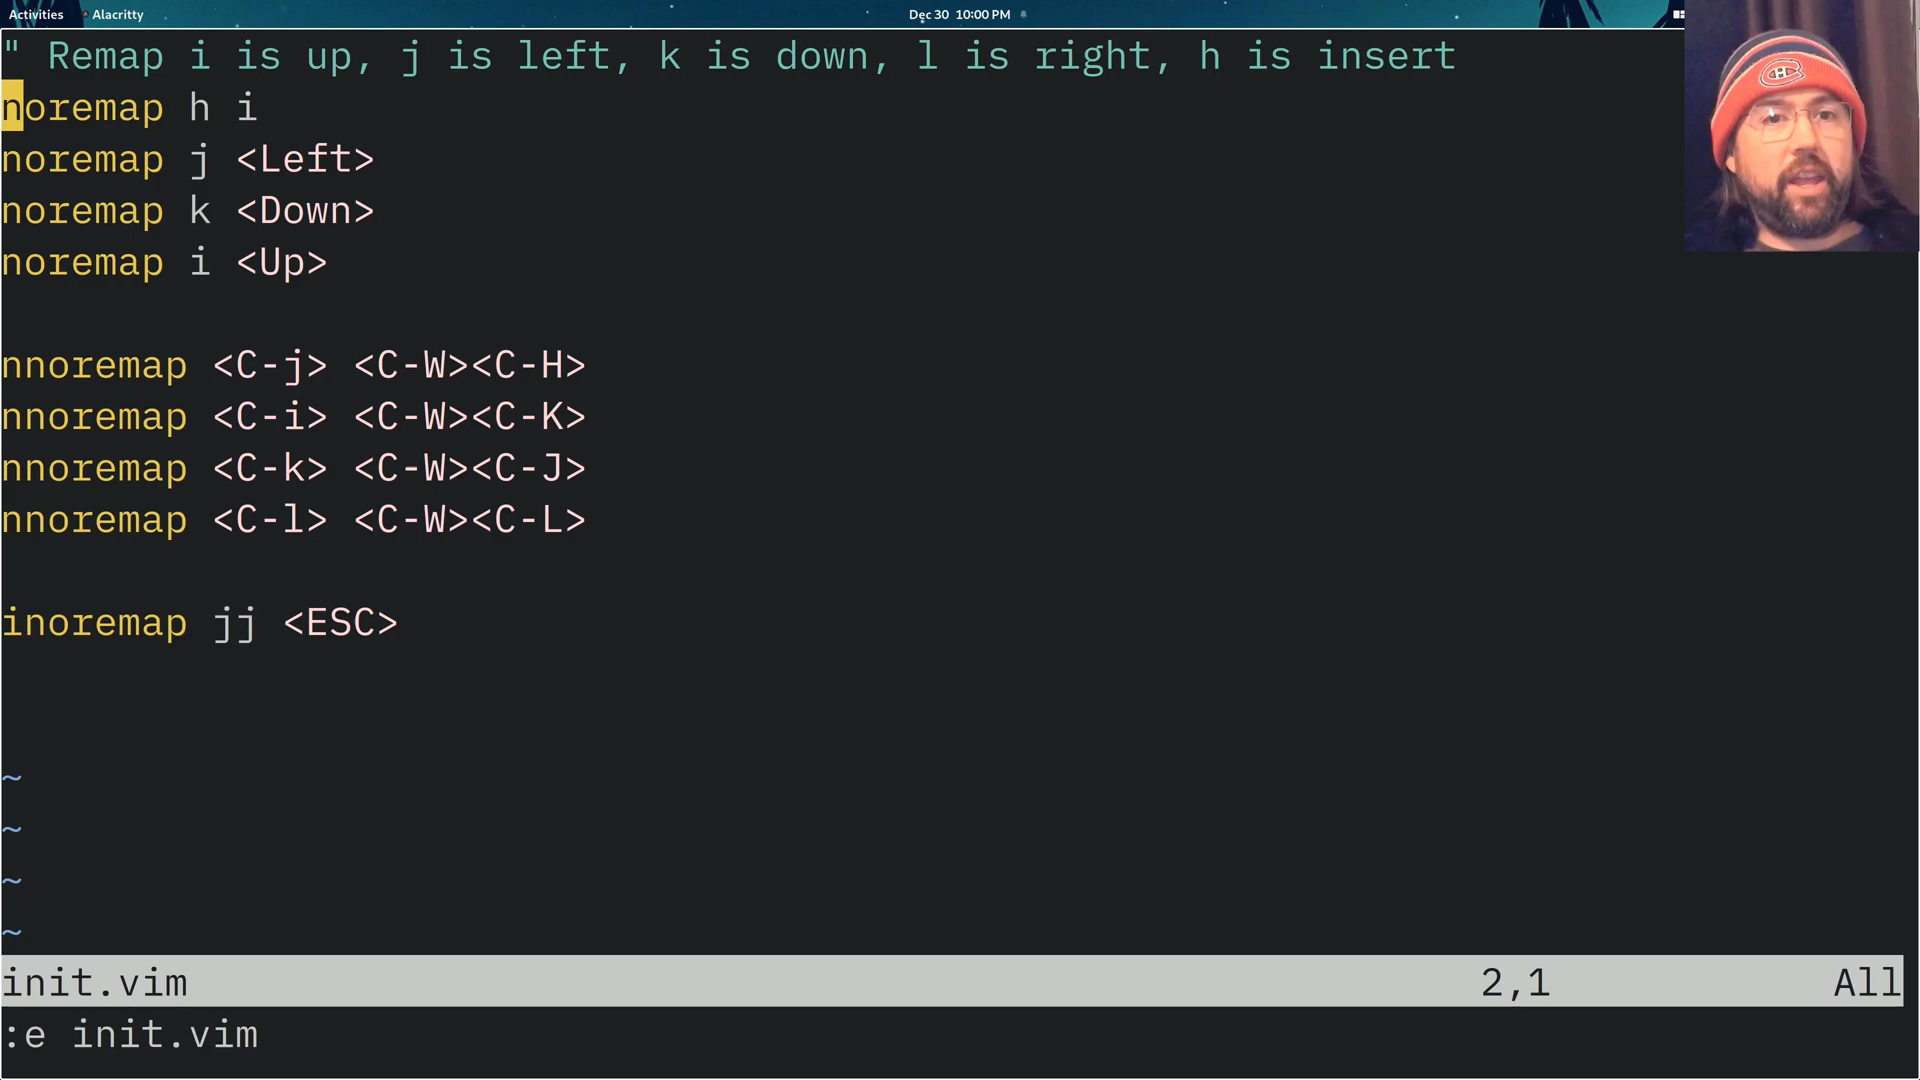 Activities Alacritty Dec 30 10:00 PM
" Remap i is up, j is left, k is down, l is right, h is insert
noremap h i
noremap j <Left>
noremap k <Down>
noremap i <Up>
nnoremap <C-j> <C-W><C-H>
nnoremap <C-i> <C-W><C-K>
nnoremap <C-k> <C-W><C-J>
nnoremap <C-l> <C-W><C-L>
inoremap jj <ESC>
~
~
~
~
init.vim 2,1 All
:e init.vim